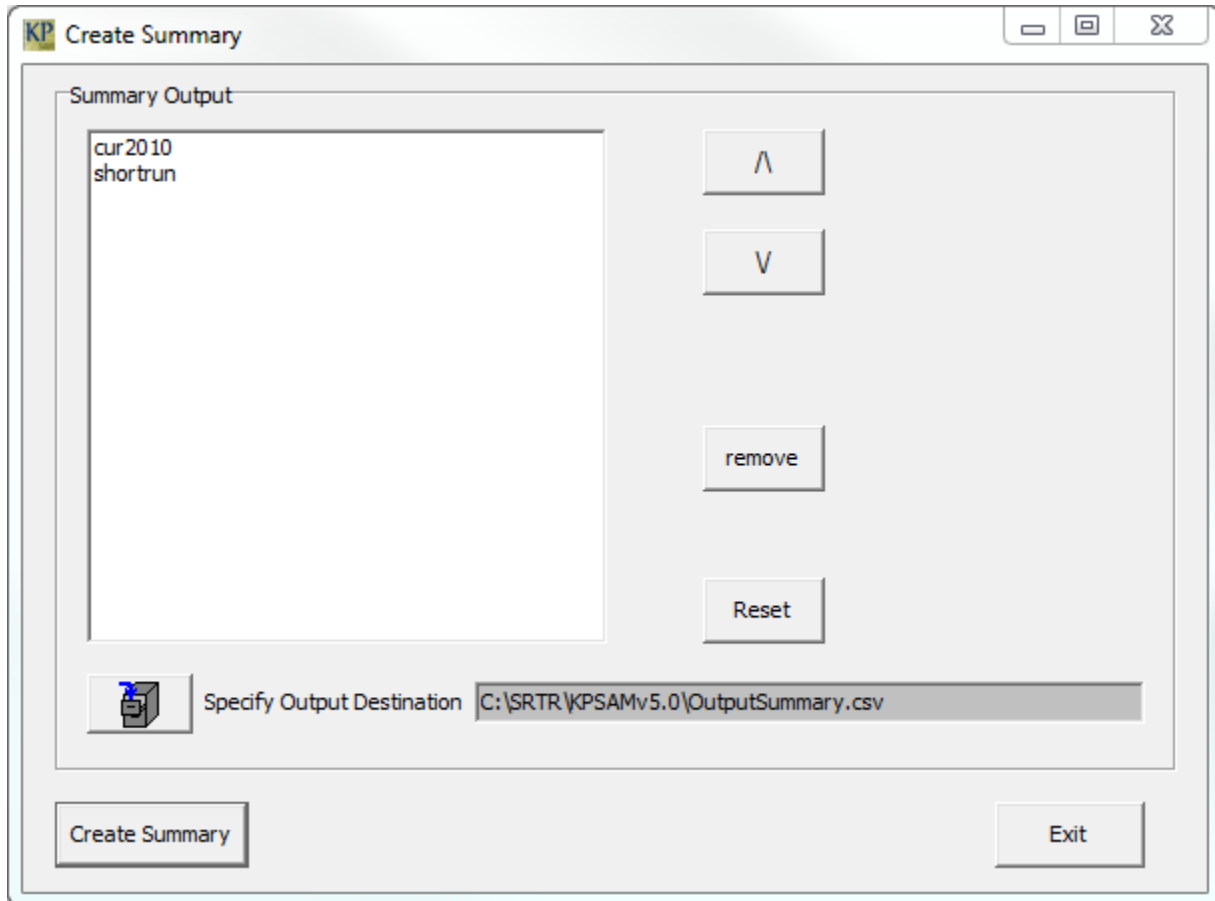 KP Create Summary
Summary Output
cur2010
shortrun
/\
\/
remove
Reset
Specify Output Destination C:\SRTR\KPSAMv5.0\OutputSummary.csv
Create Summary Exit